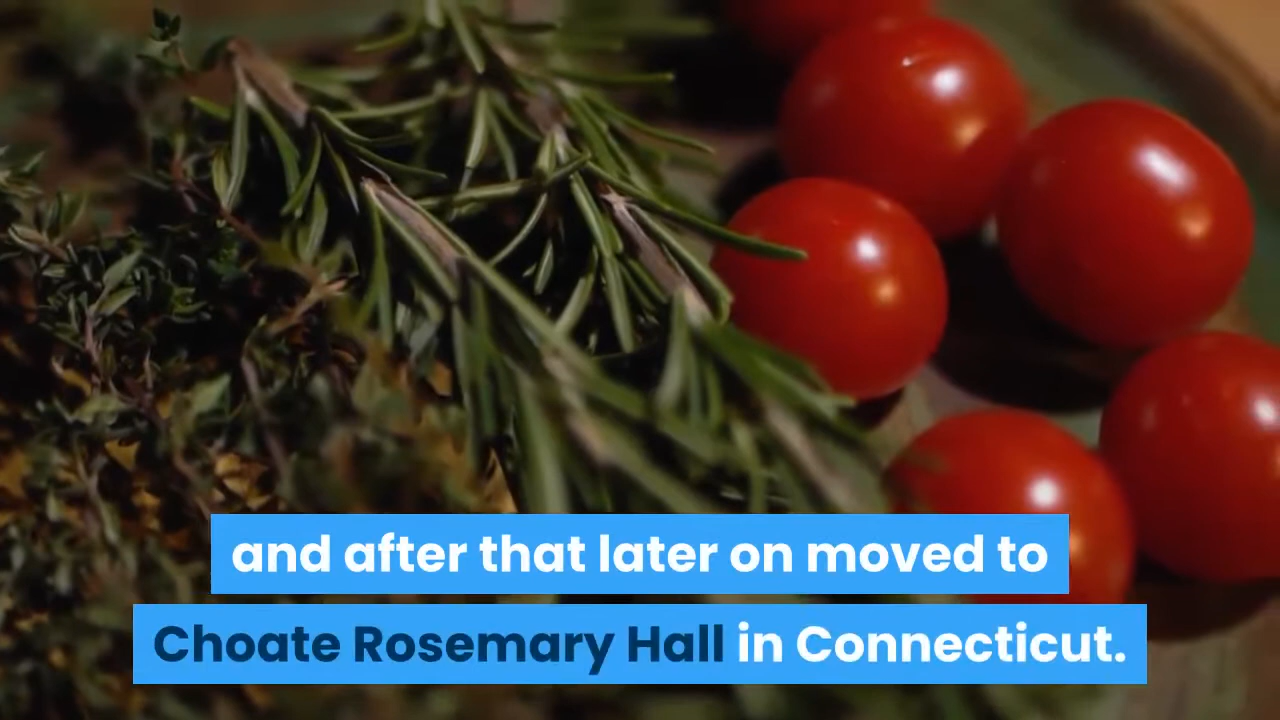 and after that later on moved to
Choate Rosemary Hall in Connecticut.